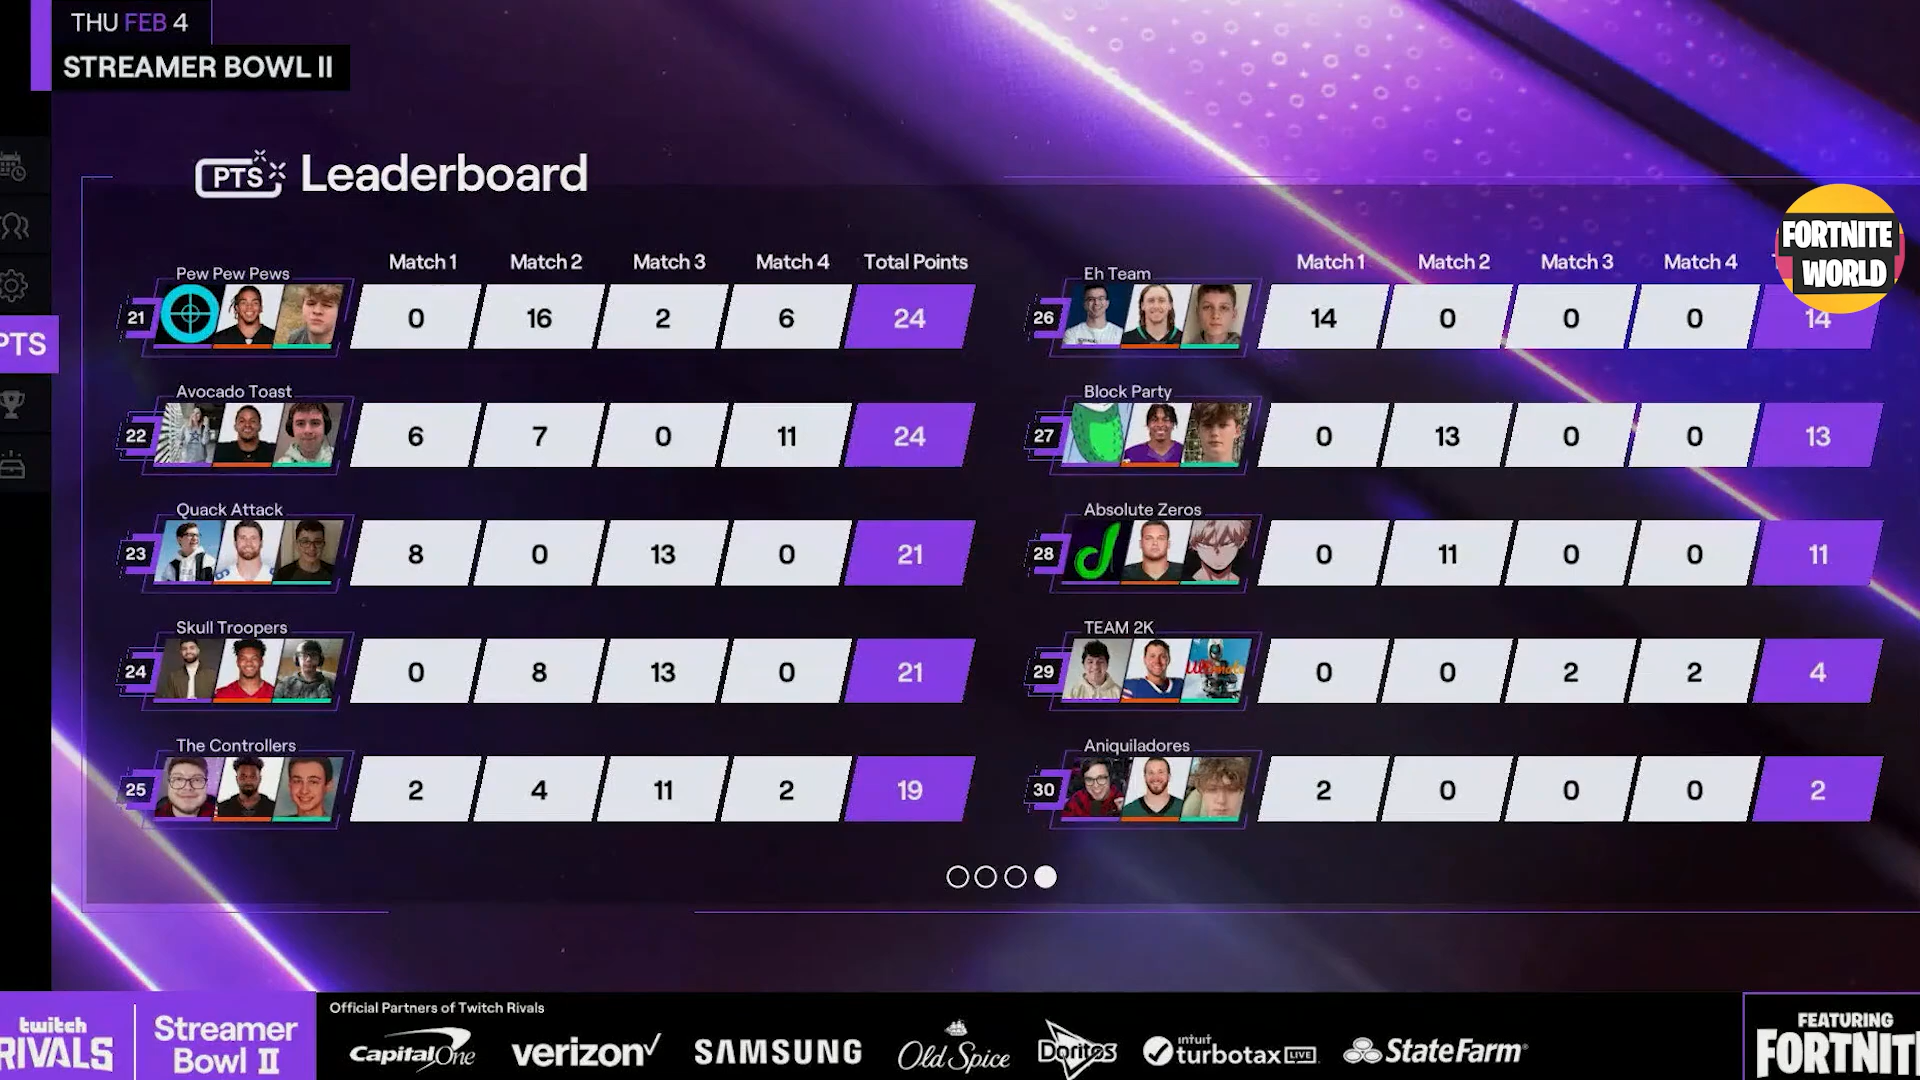 THU FEB 4
STREAMER BOWL II
PTS Leaderboard
PTS
Match 1 Match 2 Match 3 Match 4 Total Points
Pew Pew Pews
21 0 16 2 6 24
Avocado Toast
22 6 7 0 11 24
Quack Attack
23 8 0 13 0 21
Skull Troopers
24 0 8 13 0 21
The Controllers
25 2 4 11 2 19
Match 1 Match 2 Match 3 Match 4
Eh Team
26 14 0 0 0 14
Block Party
27 0 13 0 0 13
Absolute Zeros
28 0 11 0 0 11
TEAM 2K
29 0 0 2 2 4
Aniquiladores
30 2 0 0 0 2
FORTNITE
WORLD
twitch
RIVALS
Streamer
Bowl II
Official Partners of Twitch Rivals
Capital One verizon SAMSUNG Old Spice Doritos intuit turbotax LIVE State Farm
FEATURING
FORTNIT